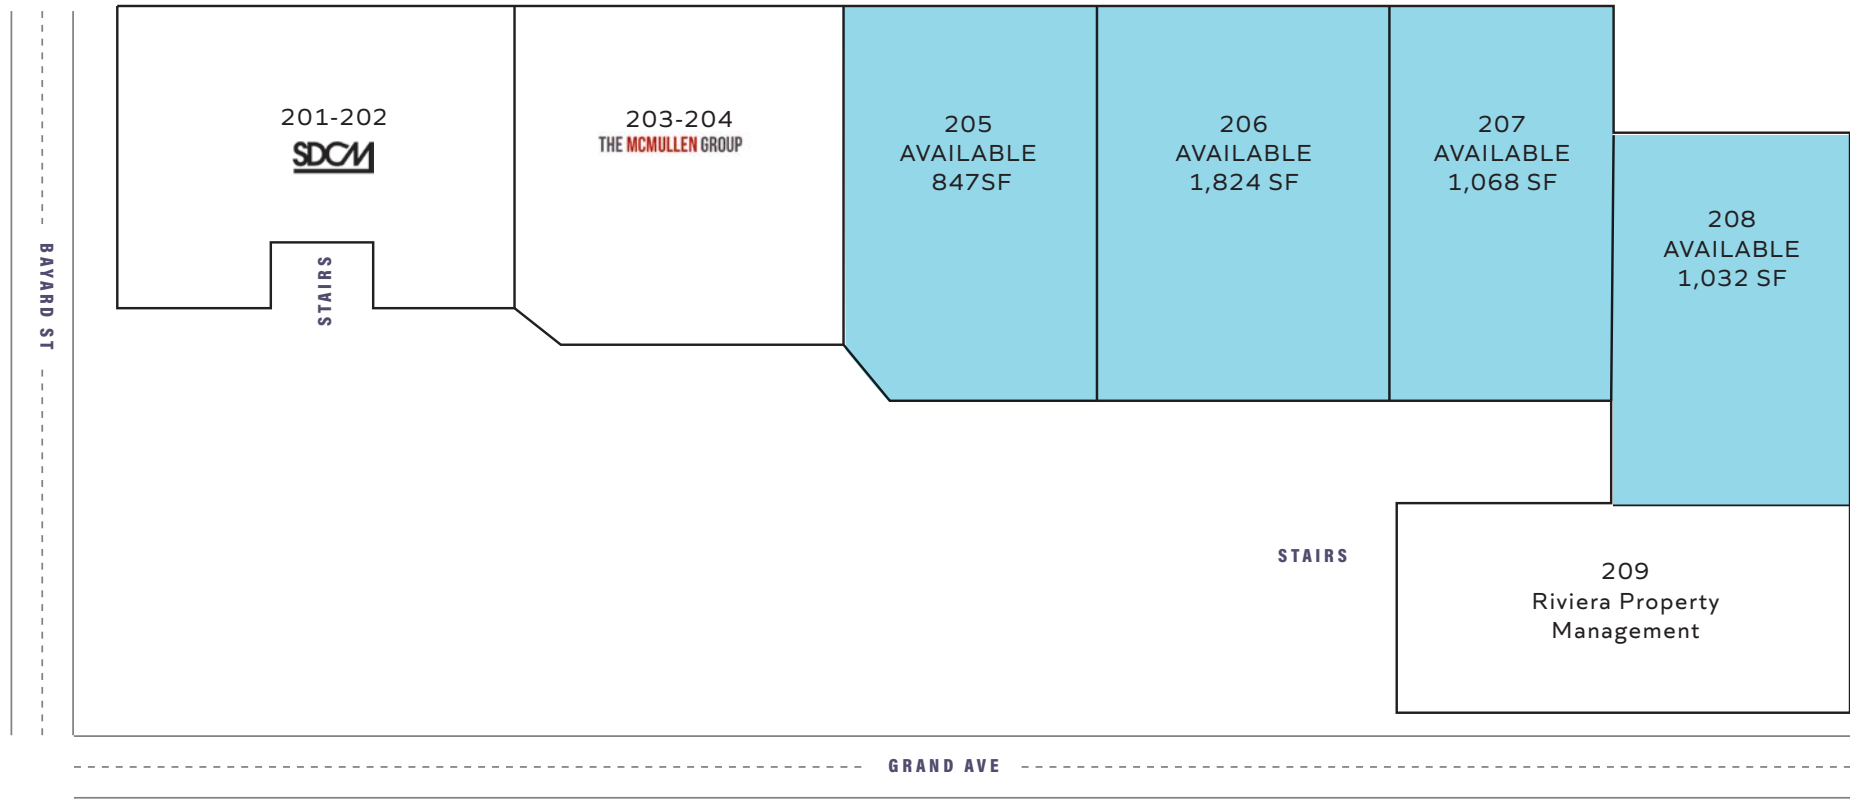 201-202
SDCM
STAIRS
203-204
THE MCMULLEN GROUP
205
AVAILABLE
847SF
206
AVAILABLE
1,824 SF
207
AVAILABLE
1,068 SF
208
AVAILABLE
1,032 SF
BAYARD ST
STAIRS
209
Riviera Property
Management
GRAND AVE